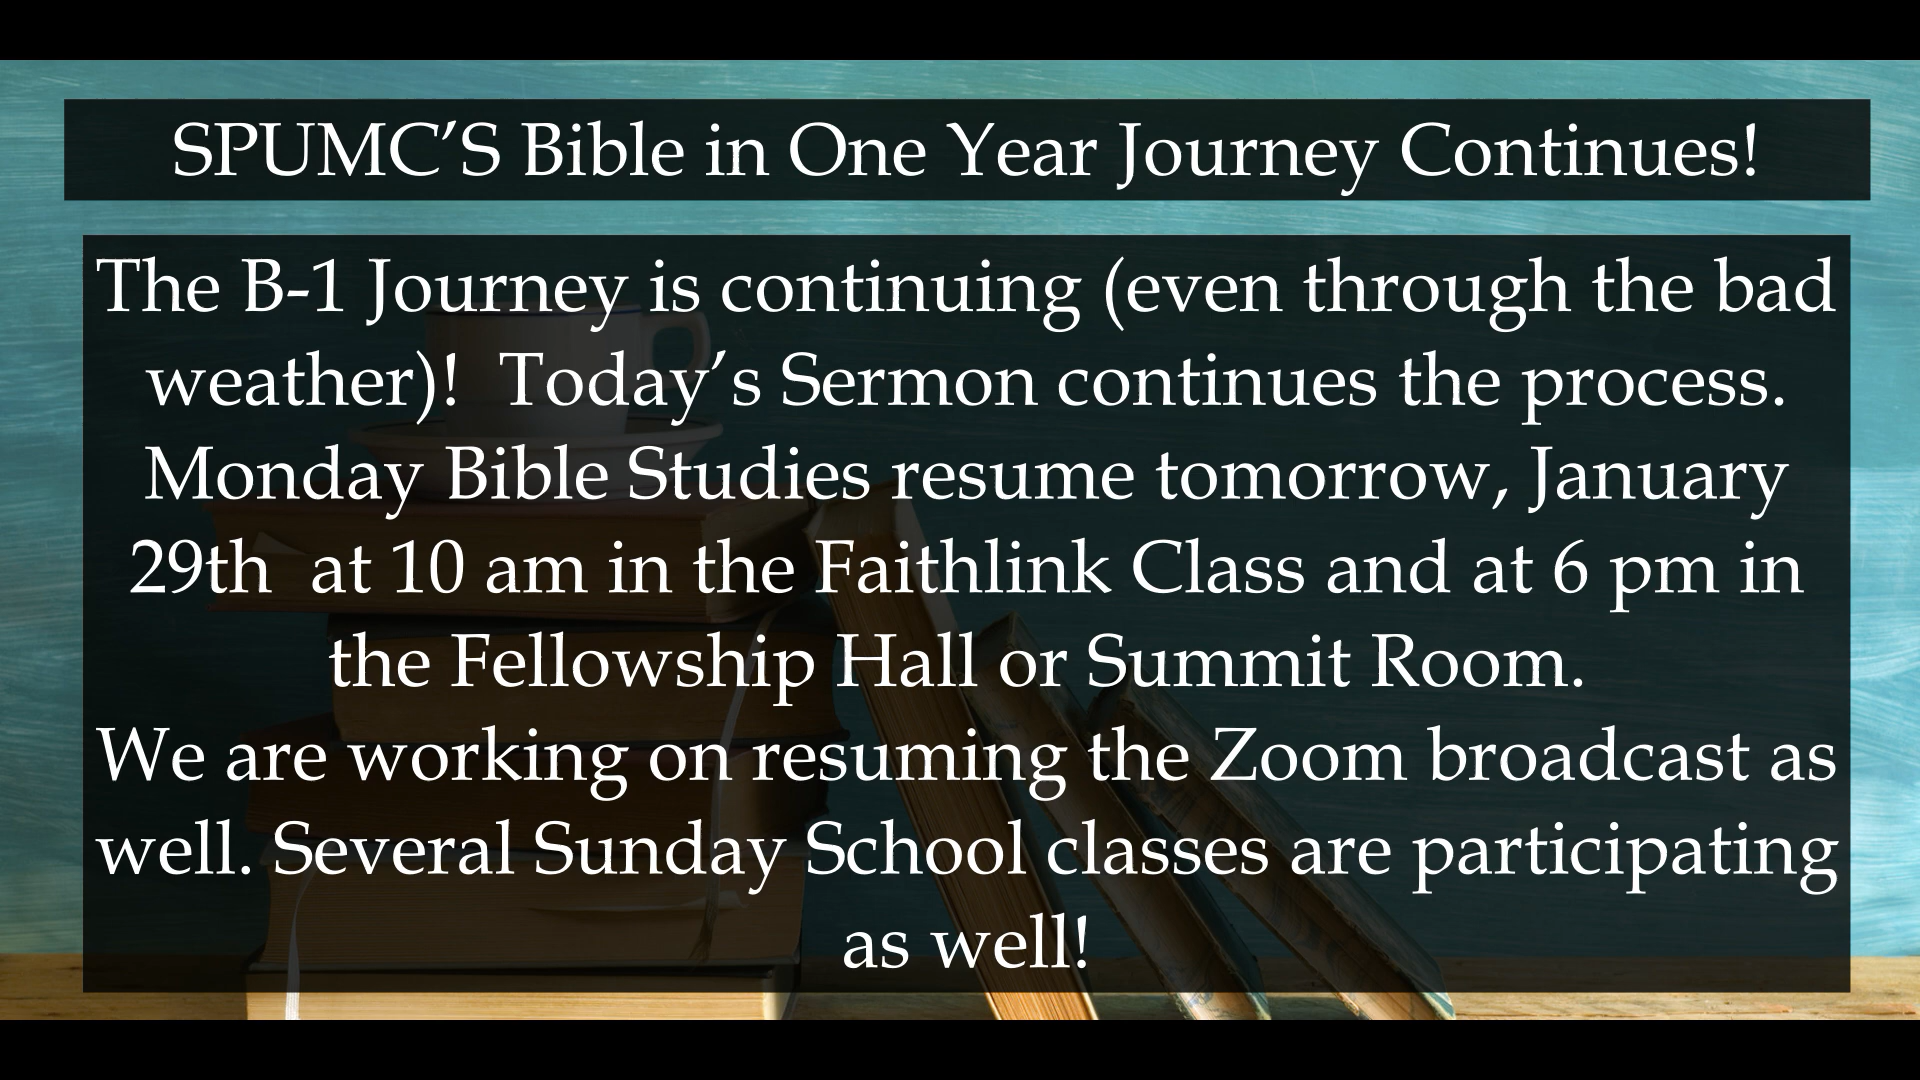 SPUMC’S Bible in One Year Journey Continues!
The B-1 Journey is continuing (even through the bad
weather)!  Today’s Sermon continues the process.
Monday Bible Studies resume tomorrow, January
29th  at 10 am in the Faithlink Class and at 6 pm in
the Fellowship Hall or Summit Room.
We are working on resuming the Zoom broadcast as
well. Several Sunday School classes are participating
as well!